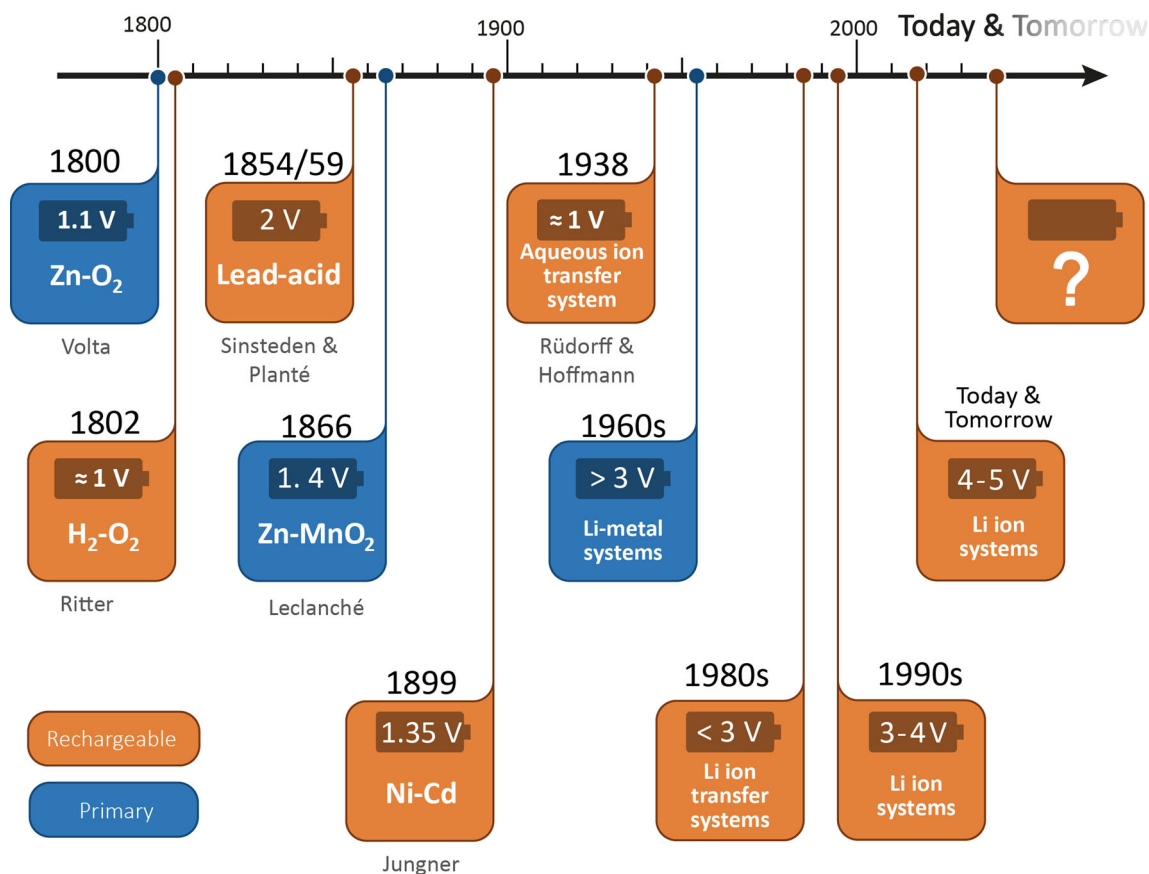 1800
1900
2000
Today & Tomorrow
1800
1.1 V
Zn-O₂
Volta
1854/59
2 V
Lead-acid
Sinsteden &
Planté
1938
≈ 1 V
Aqueous ion
transfer
system
Rüdorff &
Hoffmann
?
1802
≈ 1 V
H₂-O₂
Ritter
1866
1. 4 V
Zn-MnO₂
Leclanché
1960s
> 3 V
Li-metal
systems
Today &
Tomorrow
4-5 V
Li ion
systems
1899
1.35 V
Ni-Cd
Jungner
1980s
< 3 V
Li ion
transfer
systems
1990s
3-4 V
Li ion
systems
Rechargeable
Primary